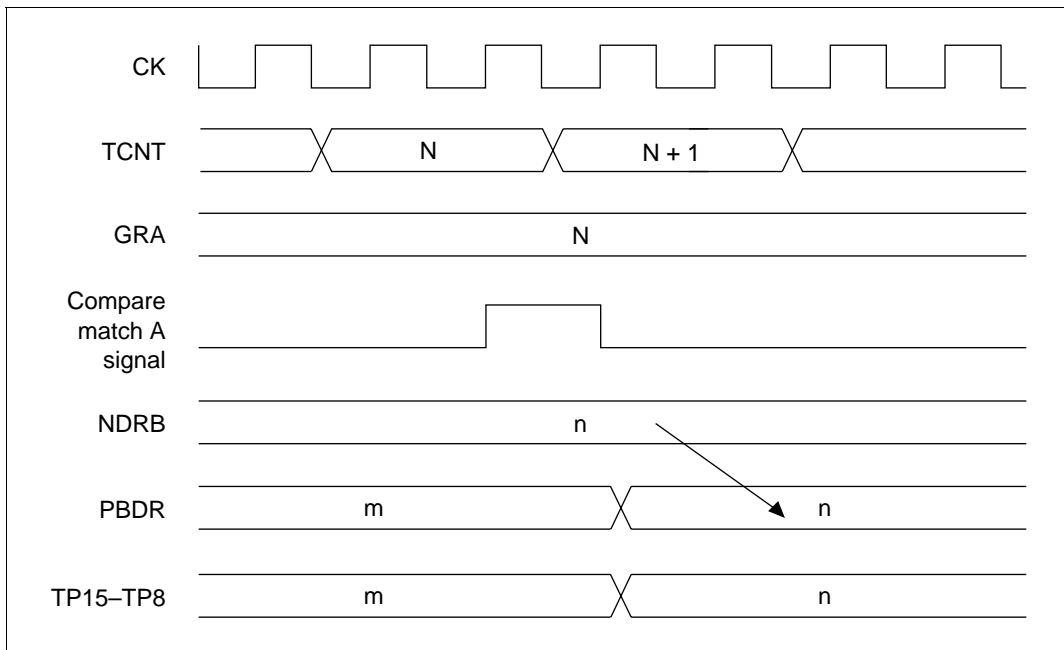 CK
TCNT
N
N + 1
GRA
N
Compare
match A
signal
NDRB
n
PBDR
m
n
TP15–TP8
m
n